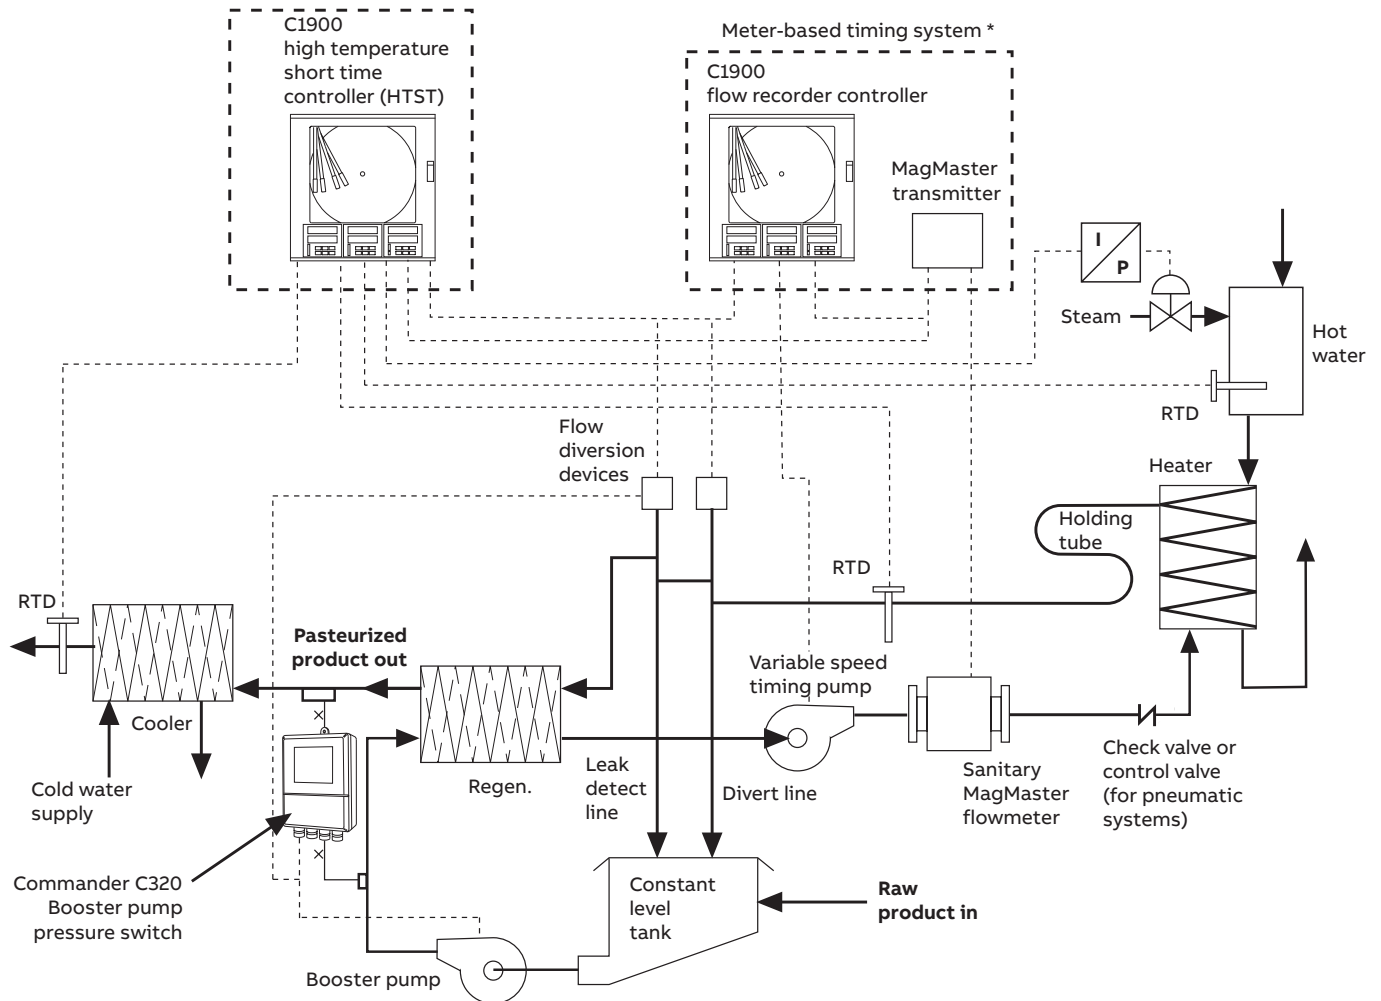 C1900
high temperature
short time
controller (HTST)
Meter-based timing system *
C1900
flow recorder controller
MagMaster
transmitter
I
P
Steam
Hot
water
RTD
Flow
diversion
devices
Heater
Holding
tube
RTD
RTD
Pasteurized
product out
Variable speed
timing pump
Cooler
Regen.
Leak
detect
line
Divert line
Sanitary
MagMaster
flowmeter
Check valve or
control valve
(for pneumatic
systems)
Cold water
supply
Commander C320
Booster pump
pressure switch
Constant
level
tank
Raw
product in
Booster pump